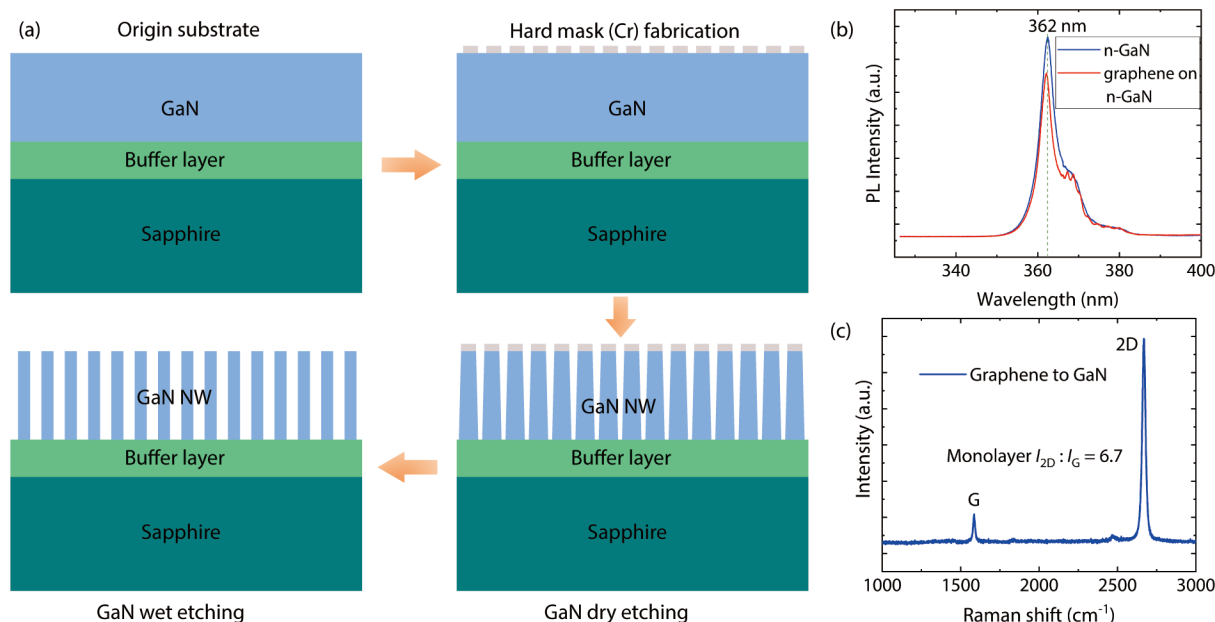 (a)
Origin substrate
GaN
Buffer layer
Sapphire
Hard mask (Cr) fabrication
GaN
Buffer layer
Sapphire
GaN NW
Buffer layer
Sapphire
GaN wet etching
GaN NW
Buffer layer
Sapphire
GaN dry etching
(b)
362 nm
n-GaN
graphene on
n-GaN
PL Intensity (a.u.)
340 360 380 400
Wavelength (nm)
(c)
2D
Graphene to GaN
Monolayer I2D : IG = 6.7
G
Intensity (a.u.)
1000 1500 2000 2500 3000
Raman shift (cm⁻¹)